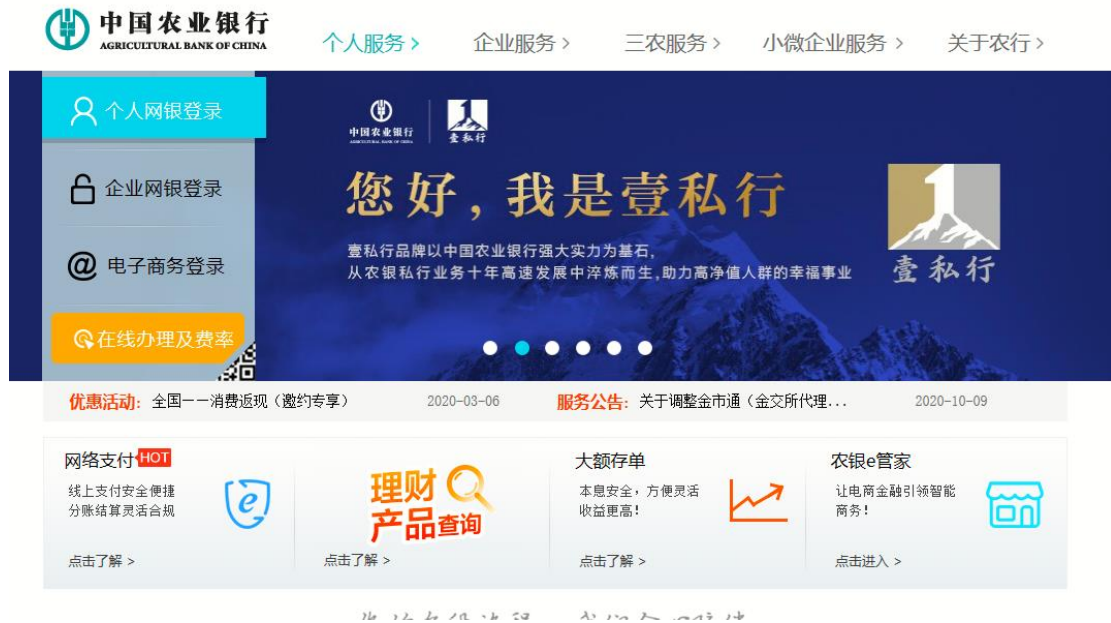 中国农业银行
AGRICULTURAL BANK OF CHINA
个人服务 > 企业服务 > 三农服务 > 小微企业服务 > 关于农行 >
个人网银登录
企业网银登录
@ 电子商务登录
在线办理及费率
中国农业银行
壹私行
您好，我是壹私行
壹私行品牌以中国农业银行强大实力为基石,
从农银私行业务十年高速发展中淬炼而生,助力高净值人群的幸福事业
1
壹私行
优惠活动: 全国一一消费返现（邀约专享） 2020-03-06 服务公告: 关于调整金市通（金交所代理... 2020-10-09
网络支付 HOT
线上支付安全便捷
分账结算灵活合规
点击了解 >
理财
产品查询
点击了解 >
大额存单
本息安全，方便灵活
收益更高!
点击了解 >
农银e管家
让电商金融引领智能
商务!
点击进入 >